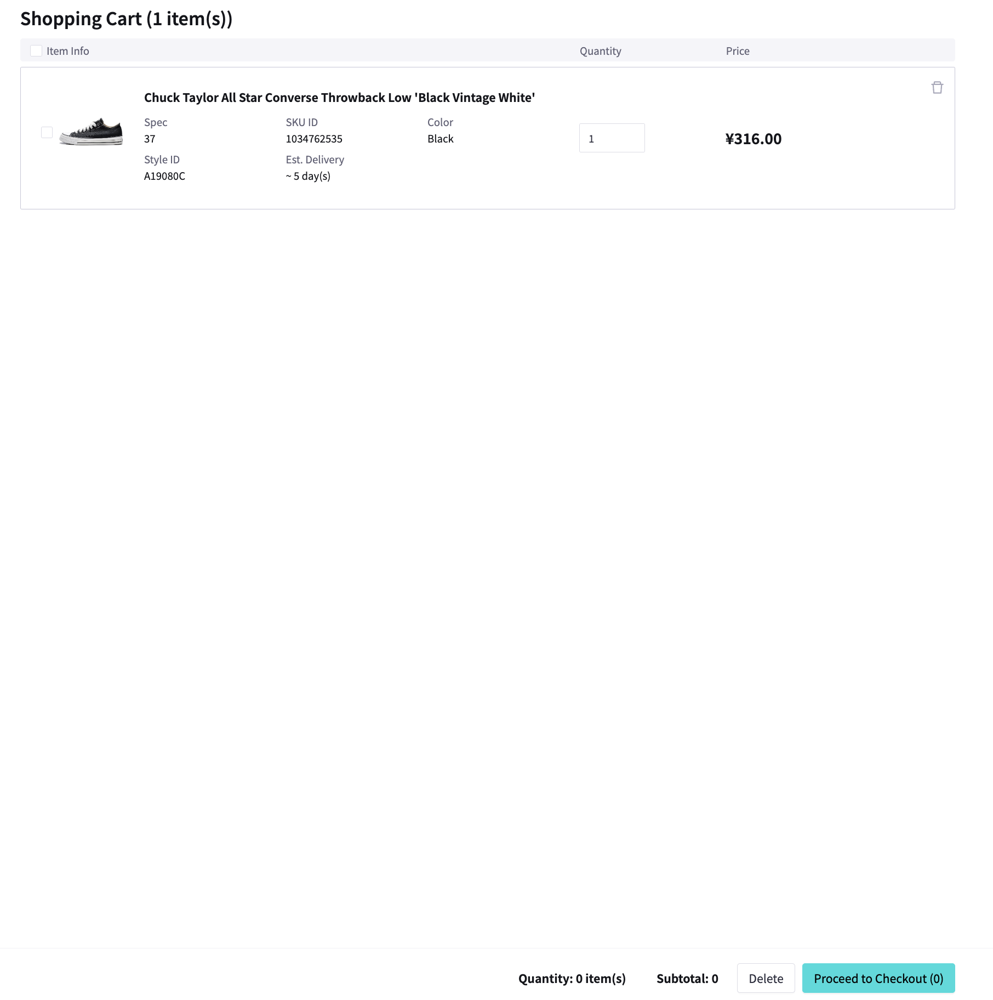 Shopping Cart (1 item(s))
Item Info Quantity Price
Chuck Taylor All Star Converse Throwback Low 'Black Vintage White'
Spec SKU ID Color
37 1034762535 Black
1 ¥316.00
Style ID Est. Delivery
A19080C ~ 5 day(s)
Quantity: 0 item(s) Subtotal: 0 Delete Proceed to Checkout (0)